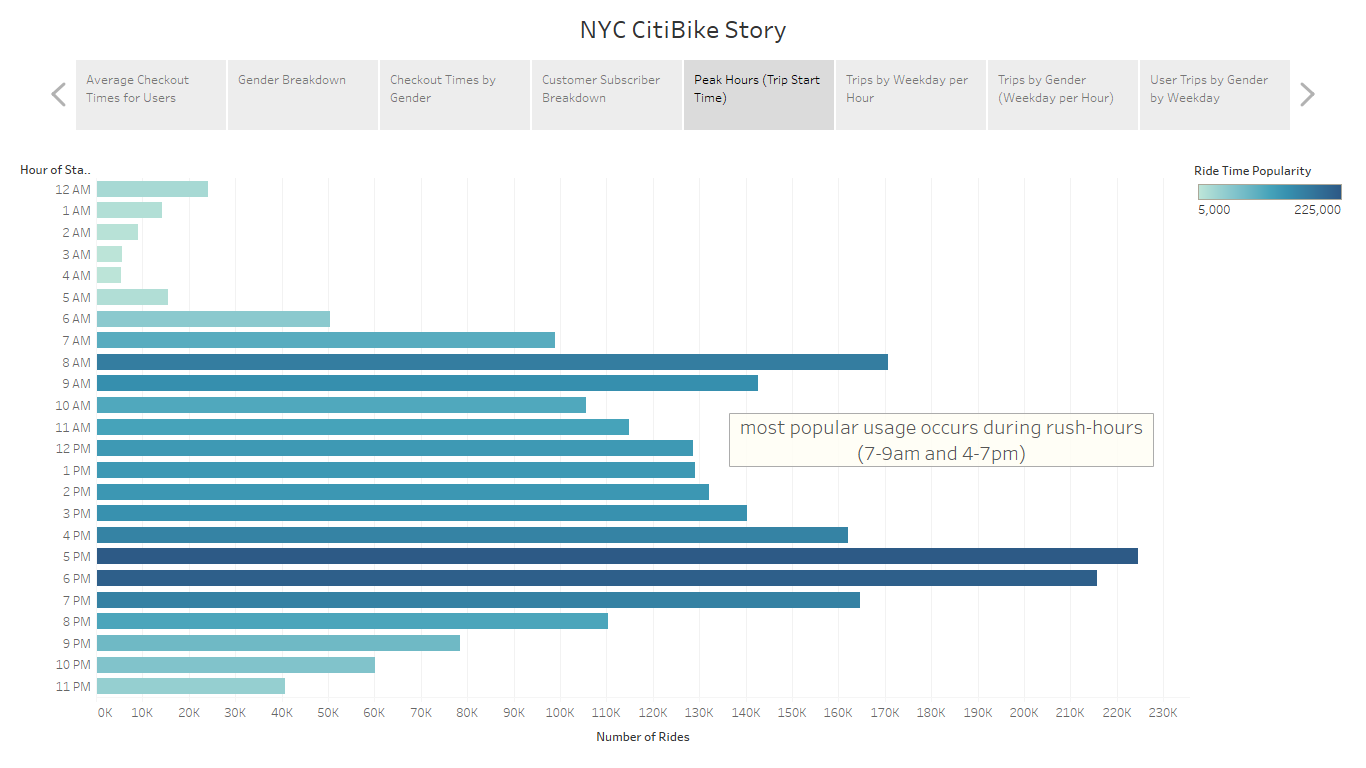 NYC CitiBike Story
Average Checkout
Times for Users
Gender Breakdown
Checkout Times by
Gender
Customer Subscriber
Breakdown
Peak Hours (Trip Start
Time)
Trips by Weekday per
Hour
Trips by Gender
(Weekday per Hour)
User Trips by Gender
by Weekday
Hour of Sta..
12 AM
1 AM
2 AM
3 AM
4 AM
5 AM
6 AM
7 AM
8 AM
9 AM
10 AM
11 AM
12 PM
1 PM
2 PM
3 PM
4 PM
5 PM
6 PM
7 PM
8 PM
9 PM
10 PM
11 PM
most popular usage occurs during rush-hours
(7-9am and 4-7pm)
0K 10K 20K 30K 40K 50K 60K 70K 80K 90K 100K 110K 120K 130K 140K 150K 160K 170K 180K 190K 200K 210K 220K 230K
Number of Rides
Ride Time Popularity
5,000 225,000